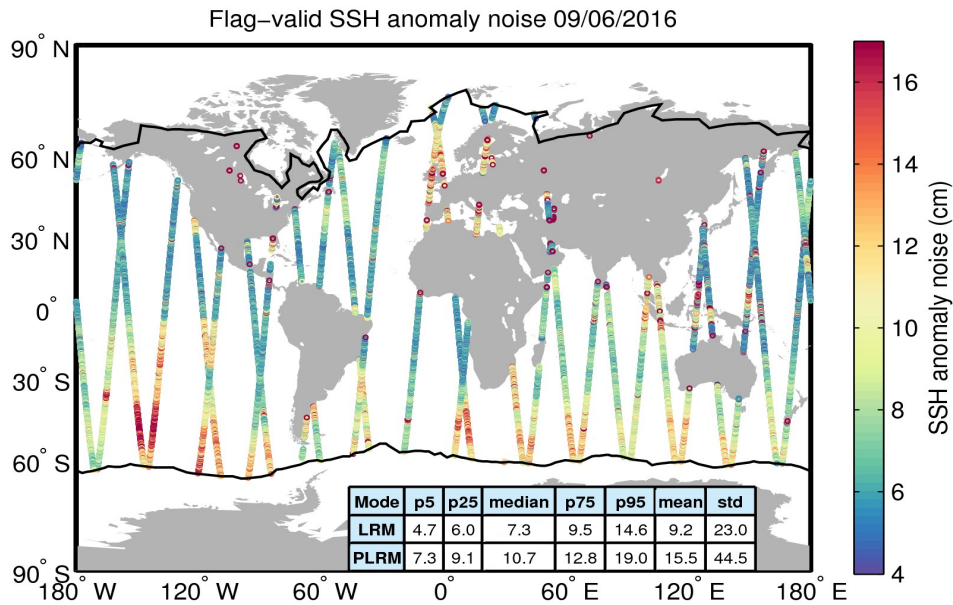 Flag−valid SSH anomaly noise 09/06/2016
90° N
60° N
30° N
0°
30° S
60° S
90° S
180° W
120° W
60° W
0°
60° E
120° E
180° E
Mode p5 p25 median p75 p95 mean std
LRM 4.7 6.0 7.3 9.5 14.6 9.2 23.0
PLRM 7.3 9.1 10.7 12.8 19.0 15.5 44.5
16
14
12
10
8
6
4
SSH anomaly noise (cm)